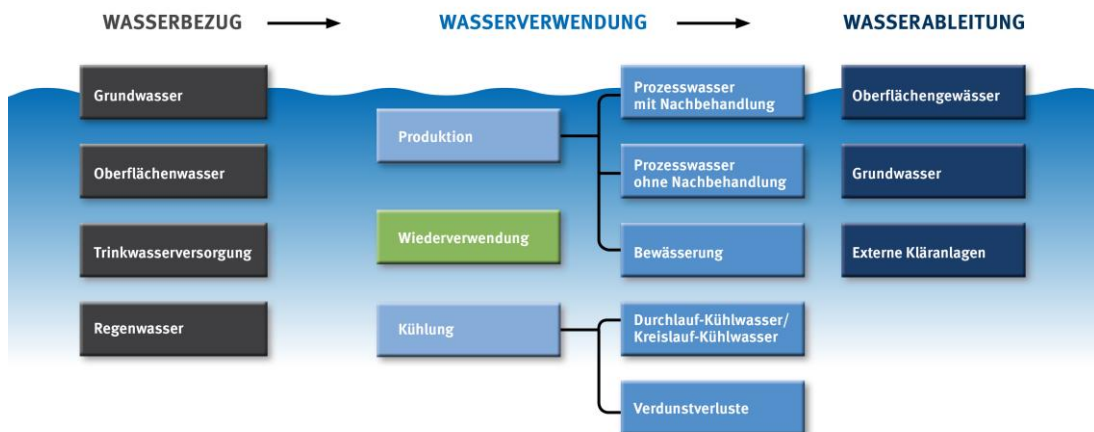 WASSERBEZUG
WASSERVERWENDUNG
WASSERABLEITUNG
Grundwasser
Oberflächenwasser
Trinkwasserversorgung
Regenwasser
Produktion
Wiederverwendung
Kühlung
Prozesswasser
mit Nachbehandlung
Prozesswasser
ohne Nachbehandlung
Bewässerung
Durchlauf-Kühlwasser/
Kreislauf-Kühlwasser
Verdunstverluste
Oberflächengewässer
Grundwasser
Externe Kläranlagen